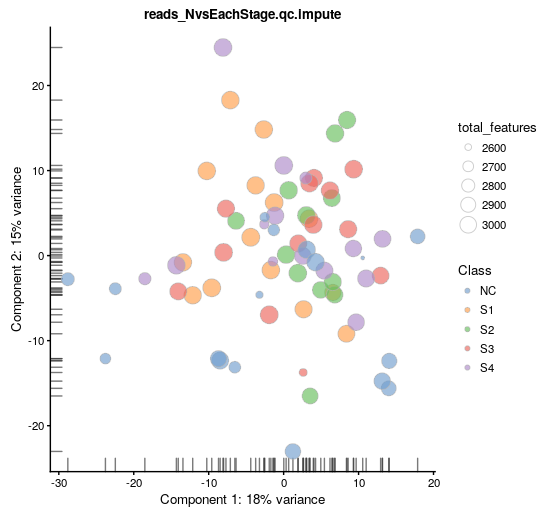 reads_NvsEachStage.qc.impute
Component 2: 15% variance
20
10
0
-10
-20
-30
-20
-10
0
10
20
Component 1: 18% variance
total_features
2600
2700
2800
2900
3000
Class
NC
S1
S2
S3
S4